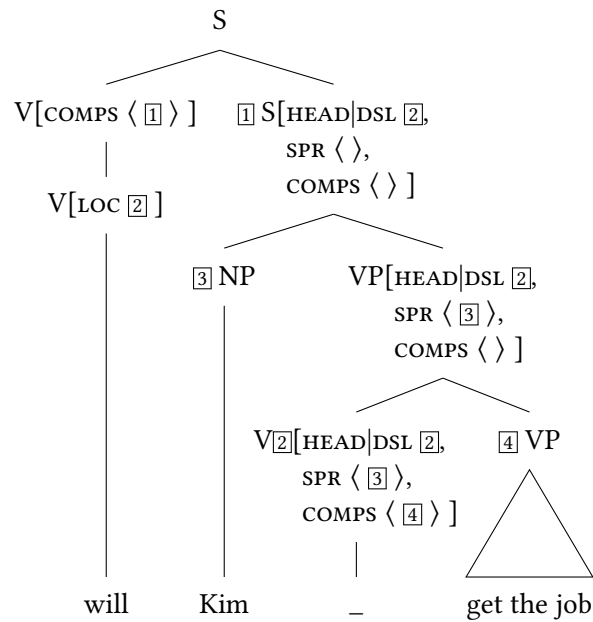 S
V[COMPS ⟨ 1 ⟩ ] 1 S[HEAD|DSL 2,
SPR ⟨ ⟩,
COMPS ⟨ ⟩ ]
V[LOC 2 ]
3 NP VP[HEAD|DSL 2,
SPR ⟨ 3 ⟩,
COMPS ⟨ ⟩ ]
V2[HEAD|DSL 2, 4 VP
SPR ⟨ 3 ⟩,
COMPS ⟨ 4 ⟩ ]
will Kim _ get the job